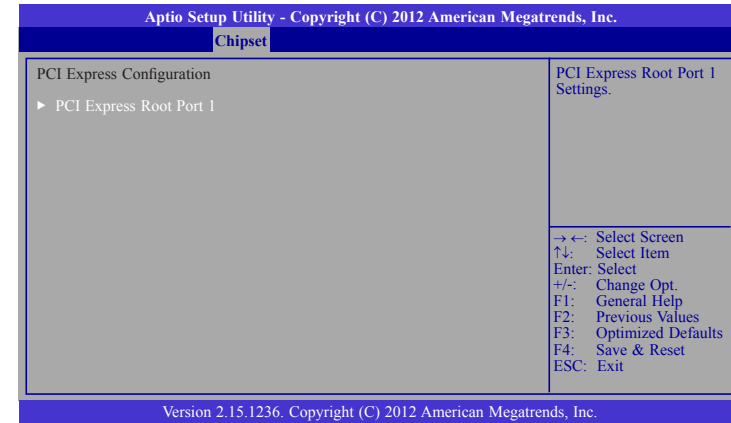 Aptio Setup Utility - Copyright (C) 2012 American Megatrends, Inc.
Chipset
PCI Express Configuration
► PCI Express Root Port 1
PCI Express Root Port 1
Settings.
→ ←: Select Screen
↑↓: Select Item
Enter: Select
+/-: Change Opt.
F1: General Help
F2: Previous Values
F3: Optimized Defaults
F4: Save & Reset
ESC: Exit
Version 2.15.1236. Copyright (C) 2012 American Megatrends, Inc.